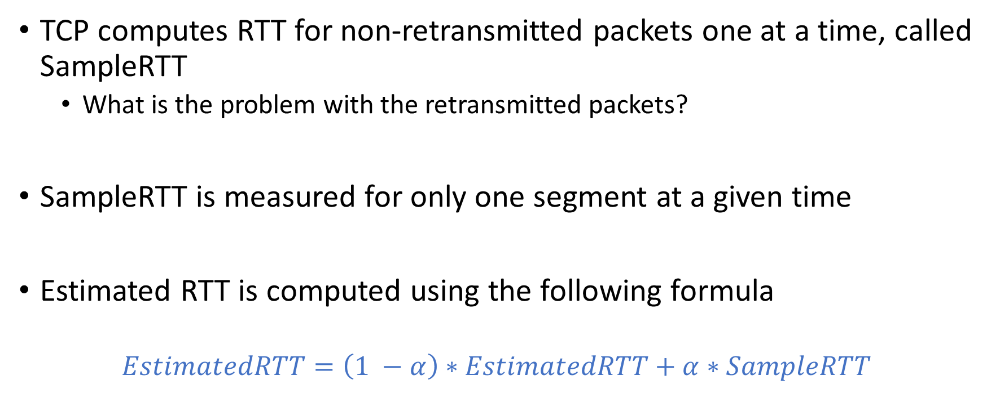 • TCP computes RTT for non-retransmitted packets one at a time, called
SampleRTT
• What is the problem with the retransmitted packets?
• SampleRTT is measured for only one segment at a given time
• Estimated RTT is computed using the following formula
EstimatedRTT = (1 − α) ∗ EstimatedRTT + α ∗ SampleRTT